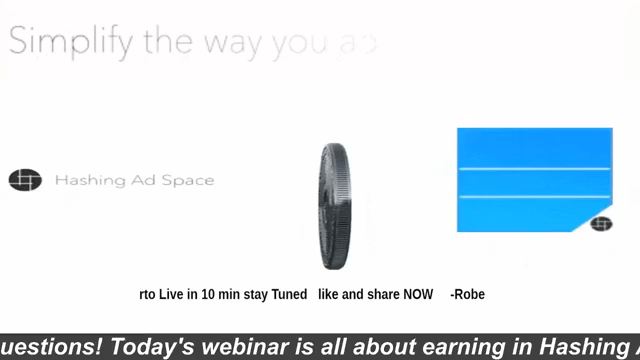 Simplify the way you
Hashing Ad Space
rto Live in 10 min stay Tuned like and share NOW -Robe
uestions! Today's webinar is all about earning in Hashing